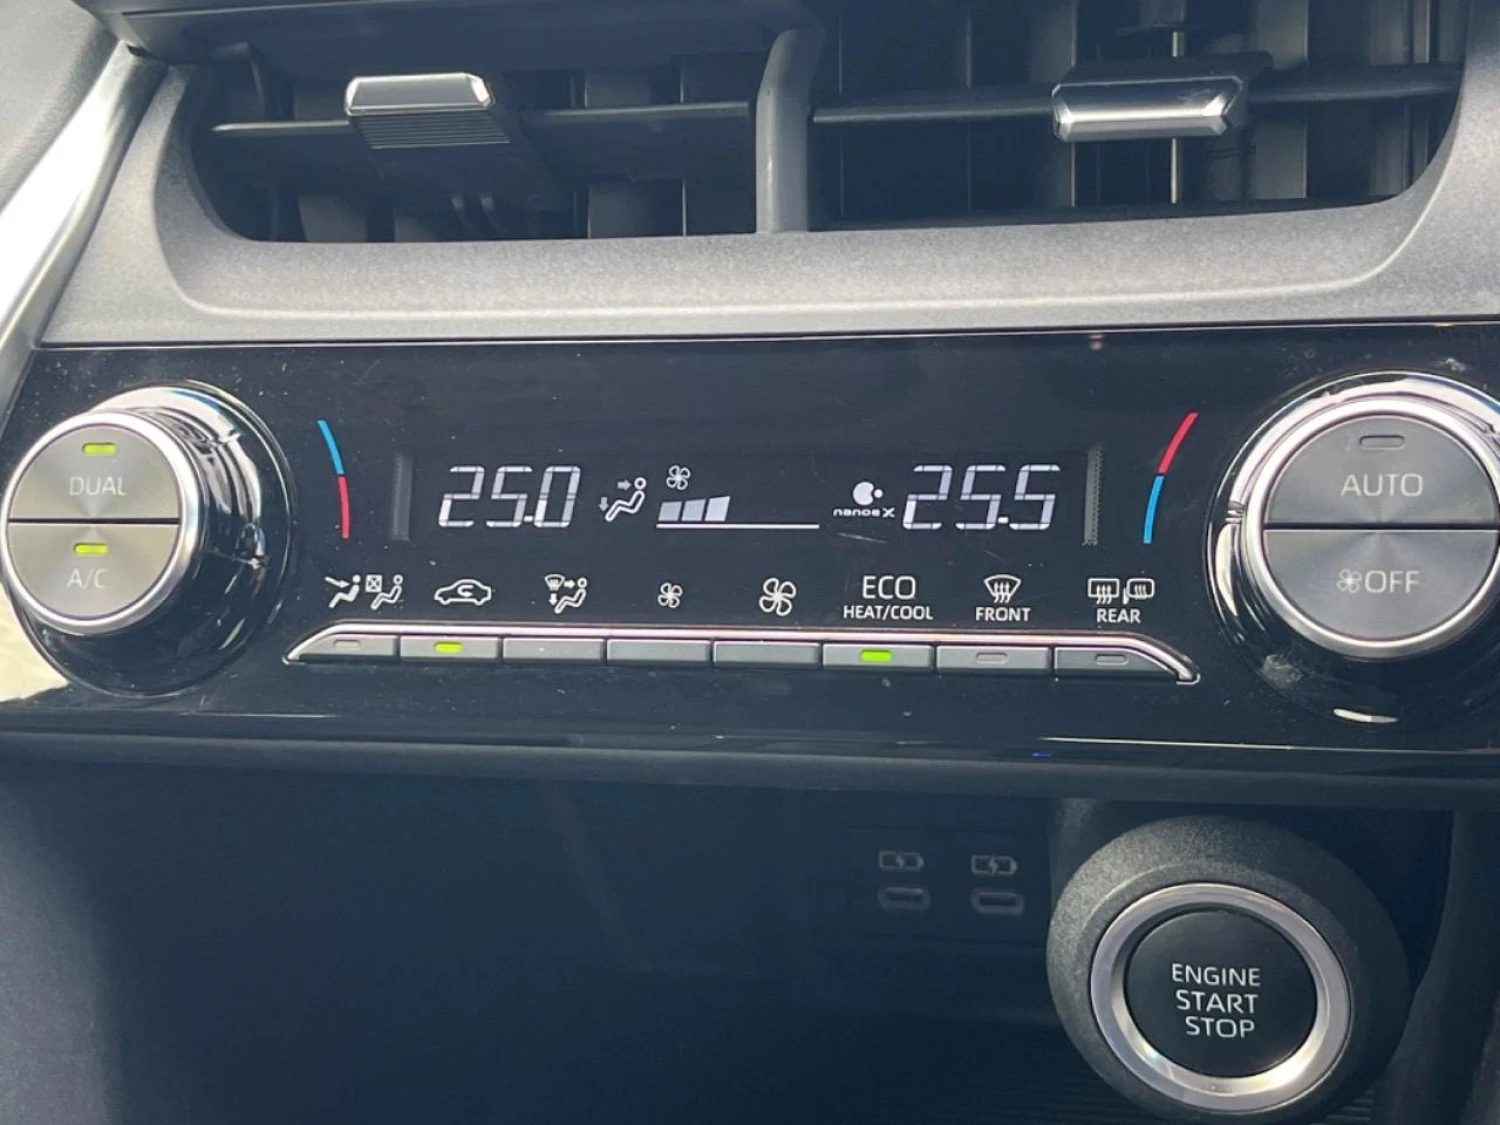 DUAL
A/C
25.0
nanoe X
25.5
AUTO
OFF
ECO
HEAT/COOL
FRONT
REAR
ENGINE
START
STOP